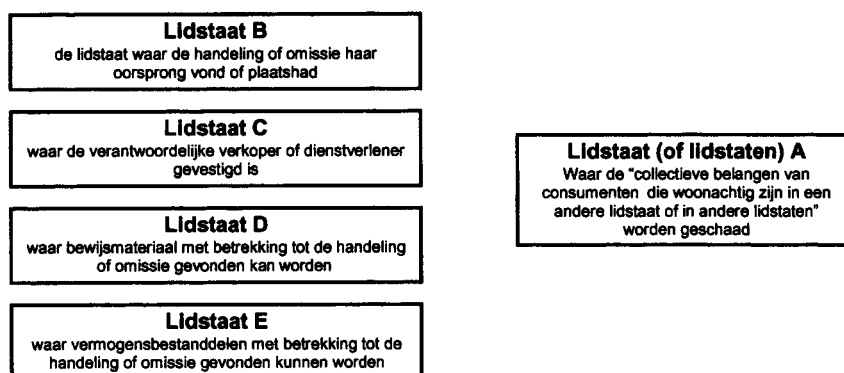 Lidstaat B
de lidstaat waar de handeling of omissie haar
oorsprong vond of plaatshad
Lidstaat C
waar de verantwoordelijke verkoper of dienstverlener
gevestigd is
Lidstaat D
waar bewijsmateriaal met betrekking tot de handeling
of omissie gevonden kan worden
Lidstaat E
waar vermogensbestanddelen met betrekking tot de
handeling of omissie gevonden kunnen worden
Lidstaat (of lidstaten) A
Waar de “collectieve belangen van
consumenten die woonachtig zijn in een
andere lidstaat of in andere lidstaten”
worden geschaad